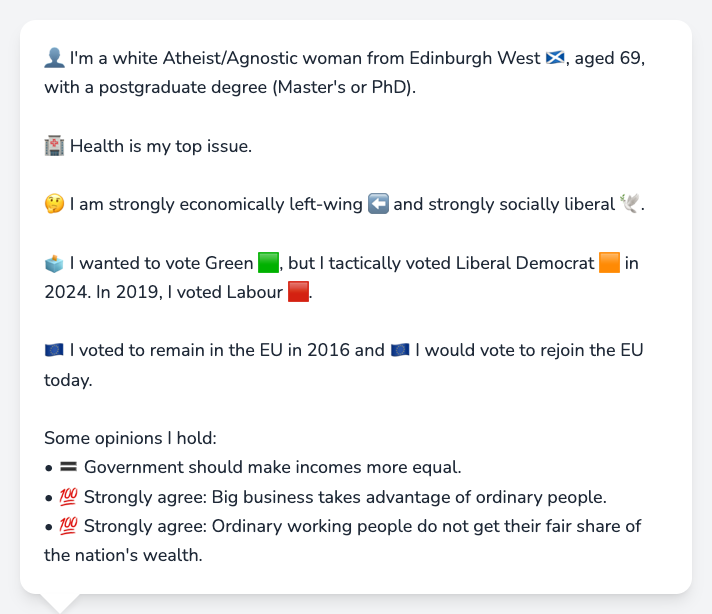 👤 I'm a white Atheist/Agnostic woman from Edinburgh West 🏴󠁧󠁢󠁳󠁣󠁴󠁿, aged 69,
with a postgraduate degree (Master's or PhD).
🏥 Health is my top issue.
🤔 I am strongly economically left-wing ⬅️ and strongly socially liberal 🕊️.
🗳️ I wanted to vote Green 🟩, but I tactically voted Liberal Democrat 🟧 in
2024. In 2019, I voted Labour 🟥.
🇪🇺 I voted to remain in the EU in 2016 and 🇪🇺 I would vote to rejoin the EU
today.
Some opinions I hold:
• 🟰 Government should make incomes more equal.
• 💯 Strongly agree: Big business takes advantage of ordinary people.
• 💯 Strongly agree: Ordinary working people do not get their fair share of
the nation's wealth.